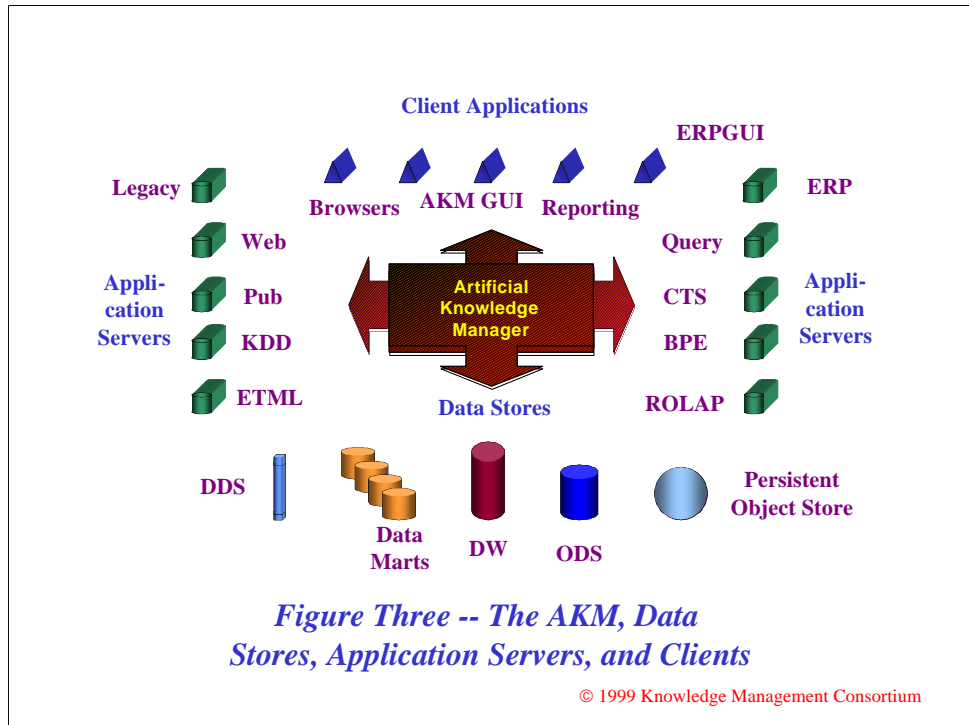 Client Applications
ERPGUI
Legacy
ERP
Browsers
AKM GUI
Reporting
Web
Query
Artificial
Knowledge
Manager
Appli-
cation
Servers
Pub
CTS
Appli-
cation
Servers
KDD
BPE
ETML
Data Stores
ROLAP
DDS
Data
Marts
DW
ODS
Persistent
Object Store
Figure Three -- The AKM, Data
Stores, Application Servers, and Clients
© 1999 Knowledge Management Consortium